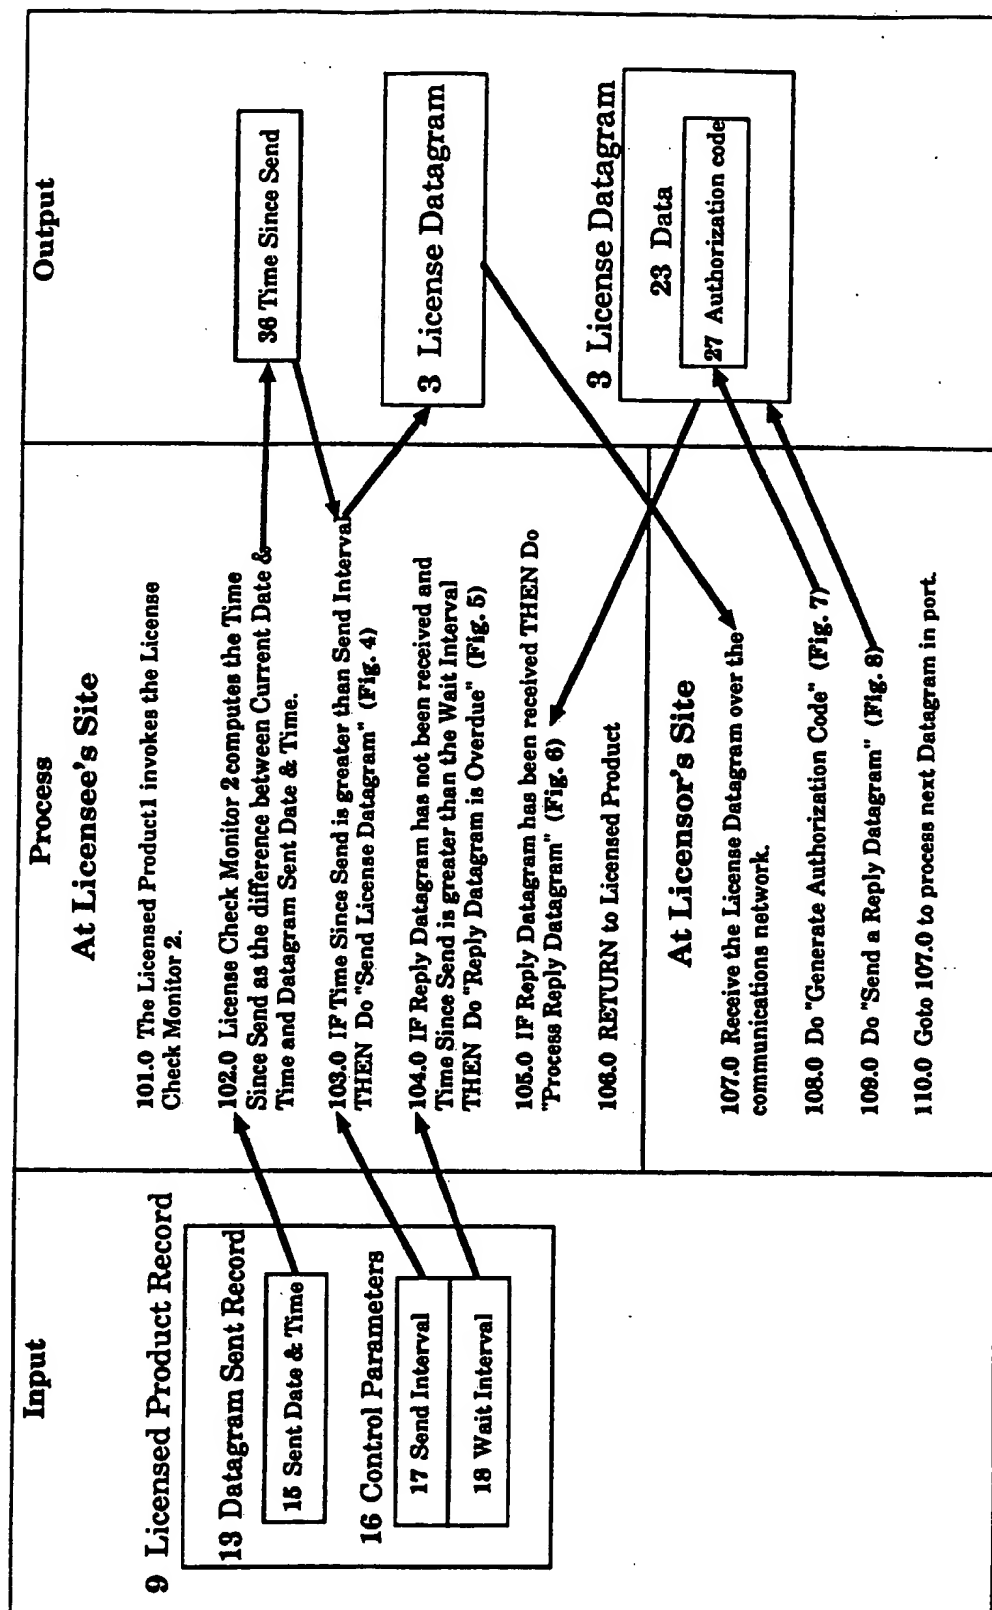 Input
9 Licensed Product Record
13 Datagram Sent Record
15 Sent Date & Time
16 Control Parameters
17 Send Interval
18 Wait Interval
Process
At Licensee's Site
101.0 The Licensed Product1 invokes the License
Check Monitor 2.
102.0 License Check Monitor 2 computes the Time
Since Send as the difference between Current Date &
Time and Datagram Sent Date & Time.
103.0 IF Time Since Send is greater than Send Interval
THEN Do "Send License Datagram" (Fig. 4)
104.0 IF Reply Datagram has not been received and
Time Since Send is greater than the Wait Interval
THEN Do "Reply Datagram is Overdue" (Fig. 5)
105.0 IF Reply Datagram has been received THEN Do
"Process Reply Datagram" (Fig. 6)
106.0 RETURN to Licensed Product
At Licensor's Site
107.0 Receive the License Datagram over the
communications network.
108.0 Do "Generate Authorization Code" (Fig. 7)
109.0 Do "Send a Reply Datagram" (Fig. 8)
110.0 Goto 107.0 to process next Datagram in port.
Output
36 Time Since Send
3 License Datagram
3 License Datagram
23 Data
27 Authorization code